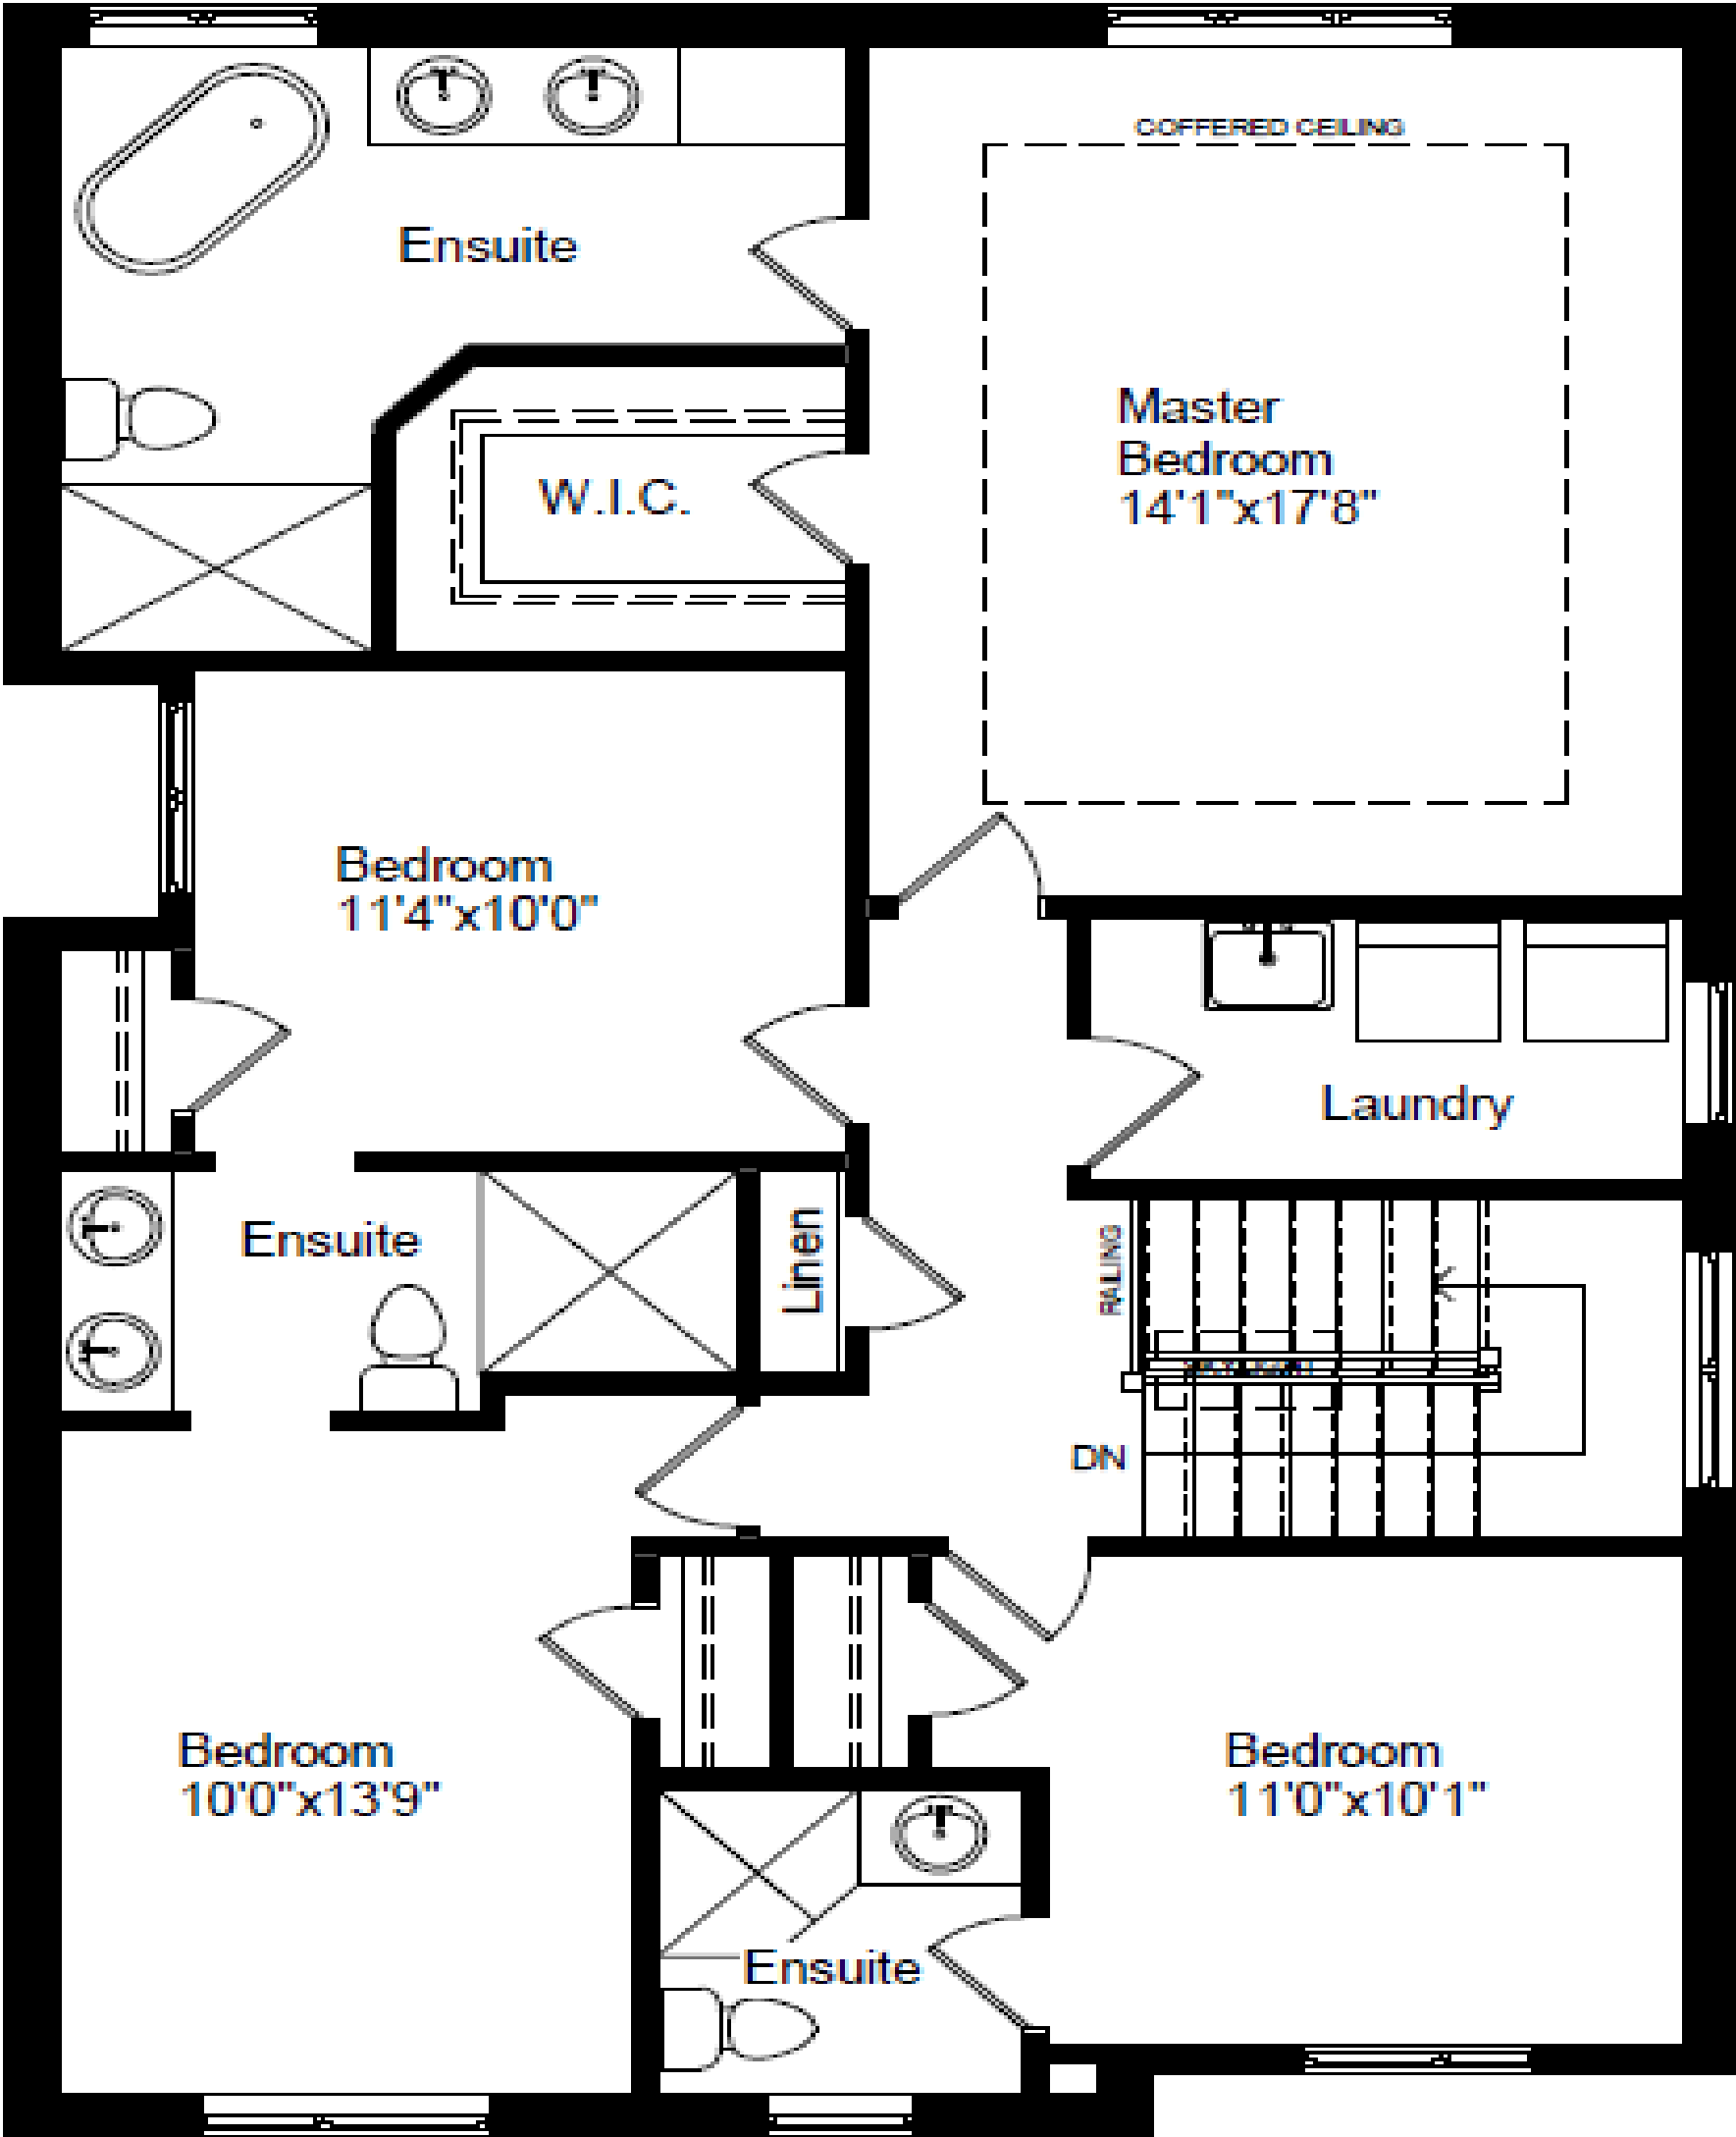 COFFERED CEILING
Ensuite
Master
Bedroom
14'1"x17'8"
W.I.C.
Bedroom
11'4"x10'0"
Laundry
Ensuite
Linen
RAILING
DN
Bedroom
10'0"x13'9"
Bedroom
11'0"x10'1"
Ensuite